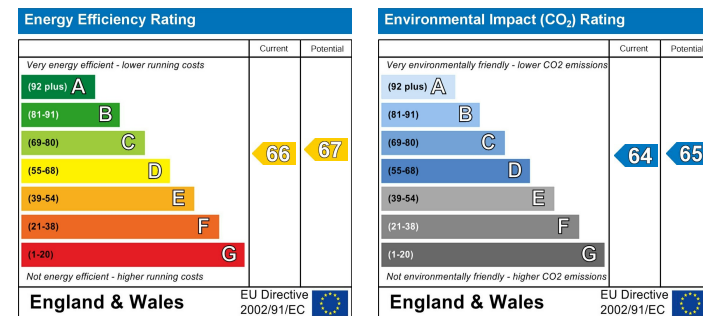 Energy Efficiency Rating
Current Potential
Very energy efficient - lower running costs
(92 plus) A
(81-91) B
(69-80) C
66 67
(55-68) D
(39-54) E
(21-38) F
(1-20) G
Not energy efficient - higher running costs
England & Wales
EU Directive
2002/91/EC
Environmental Impact (CO₂) Rating
Current Potential
Very environmentally friendly - lower CO2 emissions
(92 plus) A
(81-91) B
(69-80) C
64 65
(55-68) D
(39-54) E
(21-38) F
(1-20) G
Not environmentally friendly - higher CO2 emissions
England & Wales
EU Directive
2002/91/EC